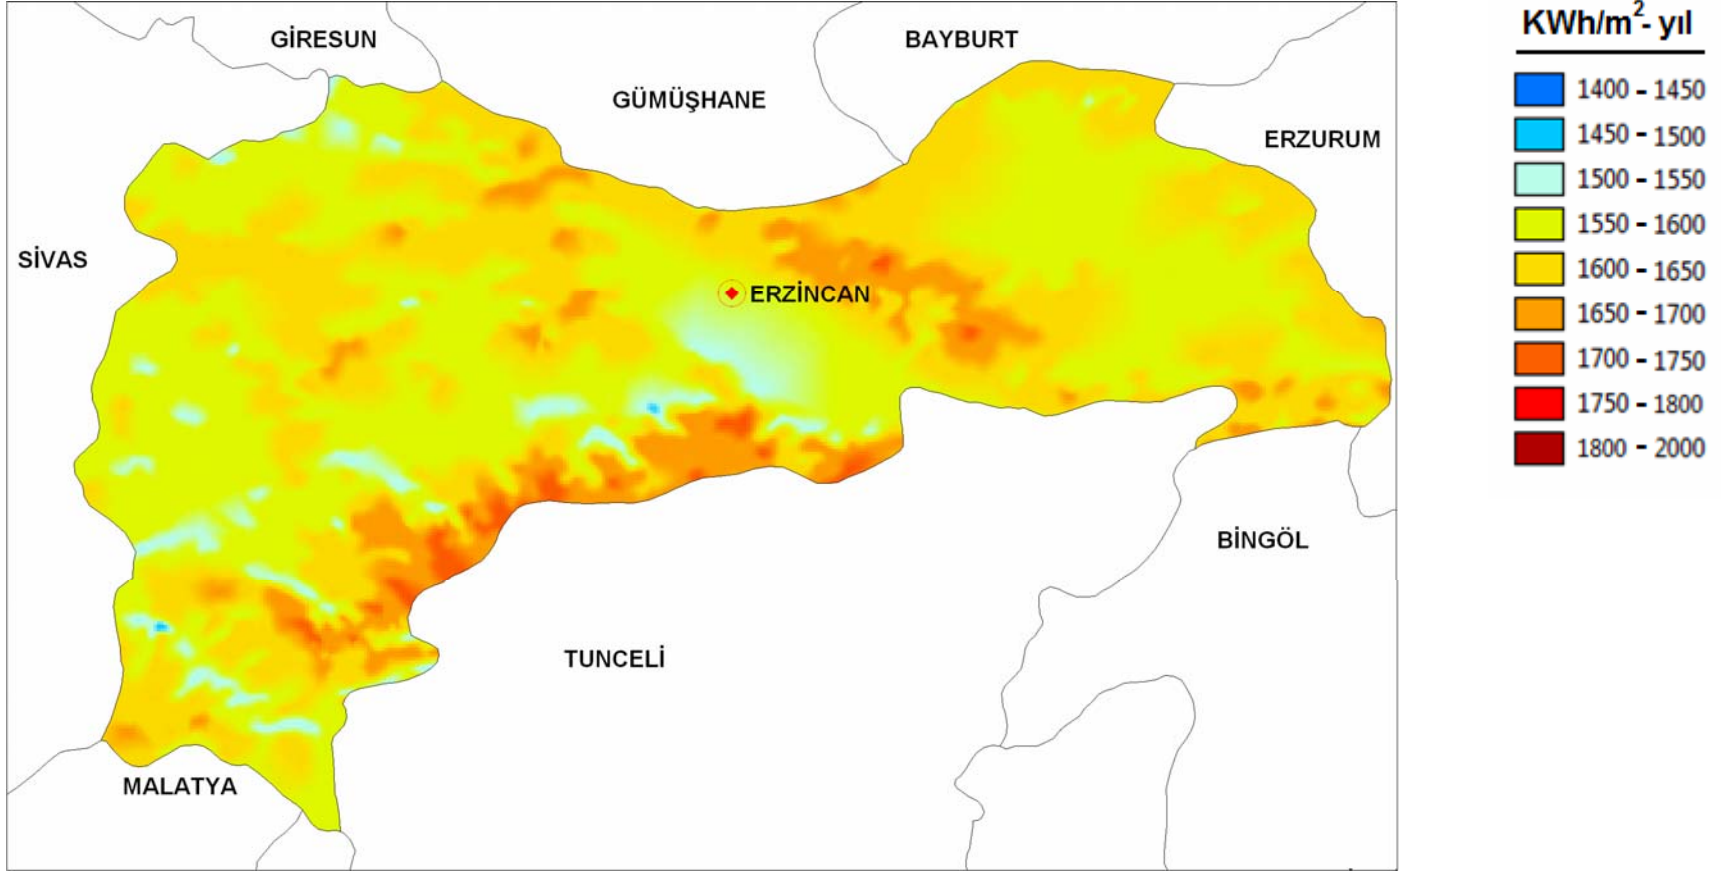 GİRESUN
BAYBURT
GÜMÜŞHANE
ERZURUM
SİVAS
ERZİNCAN
BİNGÖL
TUNCELİ
MALATYA
KWh/m²- yıl
1400 - 1450
1450 - 1500
1500 - 1550
1550 - 1600
1600 - 1650
1650 - 1700
1700 - 1750
1750 - 1800
1800 - 2000